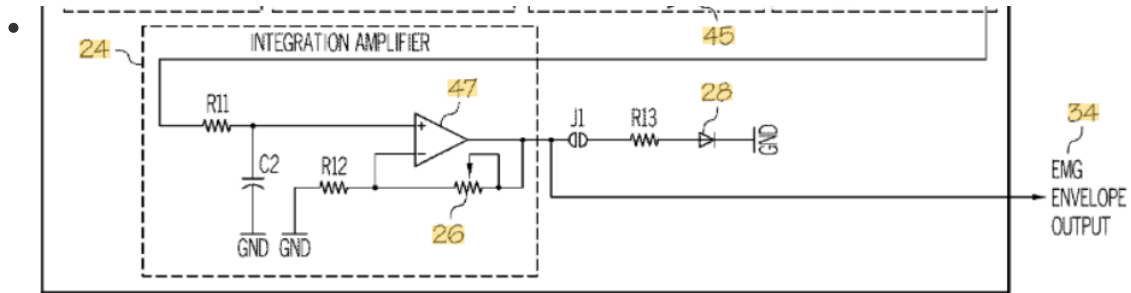 45
24
INTEGRATION AMPLIFIER
47
28
34
R11
J1
R13
GND
EMG
ENVELOPE
OUTPUT
C2
R12
26
GND
GND